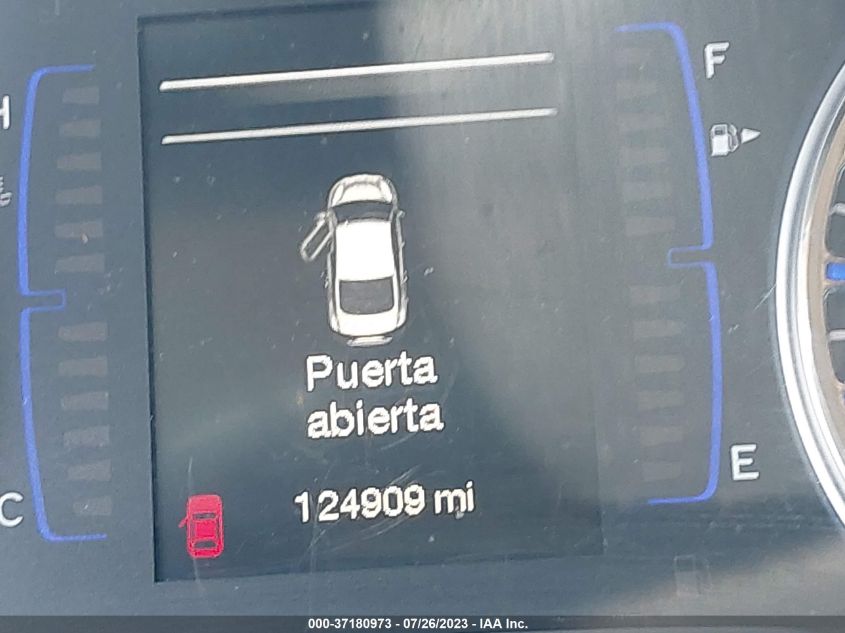 H
F
Puerta
abierta
124909 mi
C
E
000-37180973 - 07/26/2023 - IAA Inc.